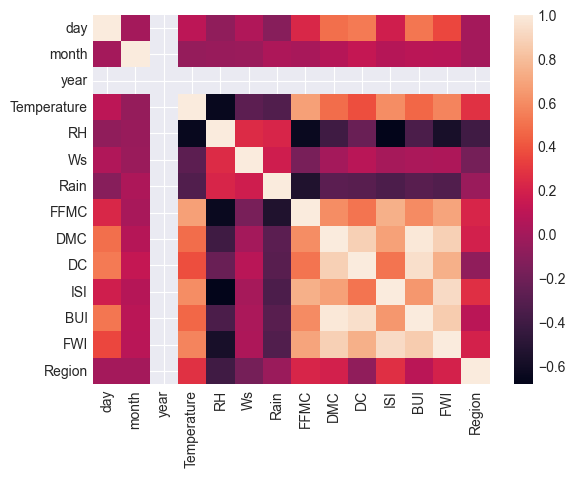 day
month
year
Temperature
RH
Ws
Rain
FFMC
DMC
DC
ISI
BUI
FWI
Region
day
month
year
Temperature
RH
Ws
Rain
FFMC
DMC
DC
ISI
BUI
FWI
Region
1.0
0.8
0.6
0.4
0.2
0.0
−0.2
−0.4
−0.6